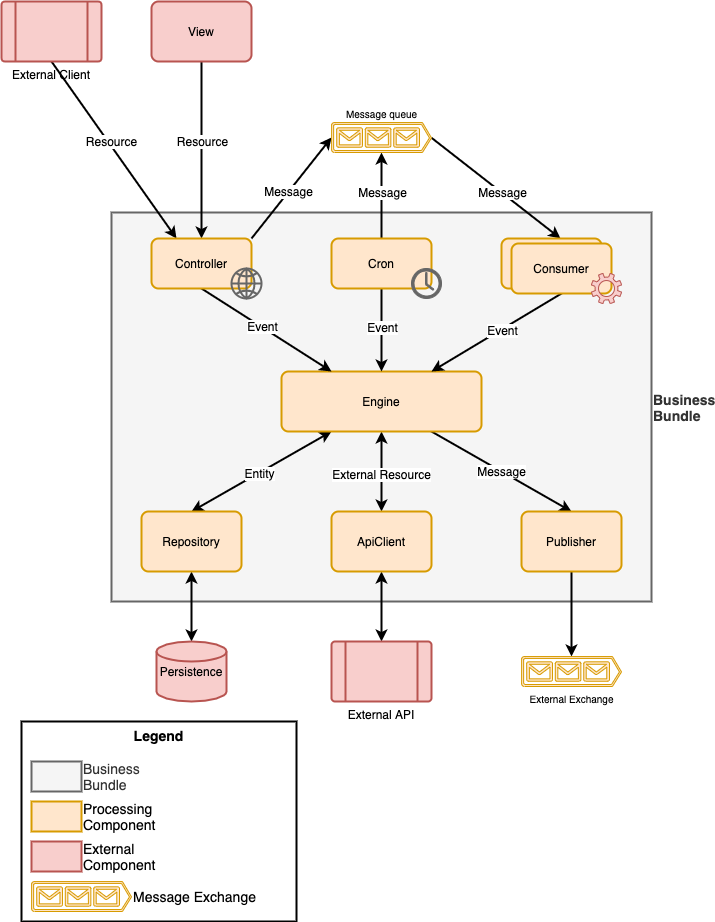 View
External Client
Message queue
Resource
Resource
Message
Message
Message
Controller
Cron
Consumer
Event
Event
Event
Engine
Business
Bundle
Entity
External Resource
Message
Repository
ApiClient
Publisher
Persistence
External API
External Exchange
Legend
Business
Bundle
Processing
Component
External
Component
Message Exchange